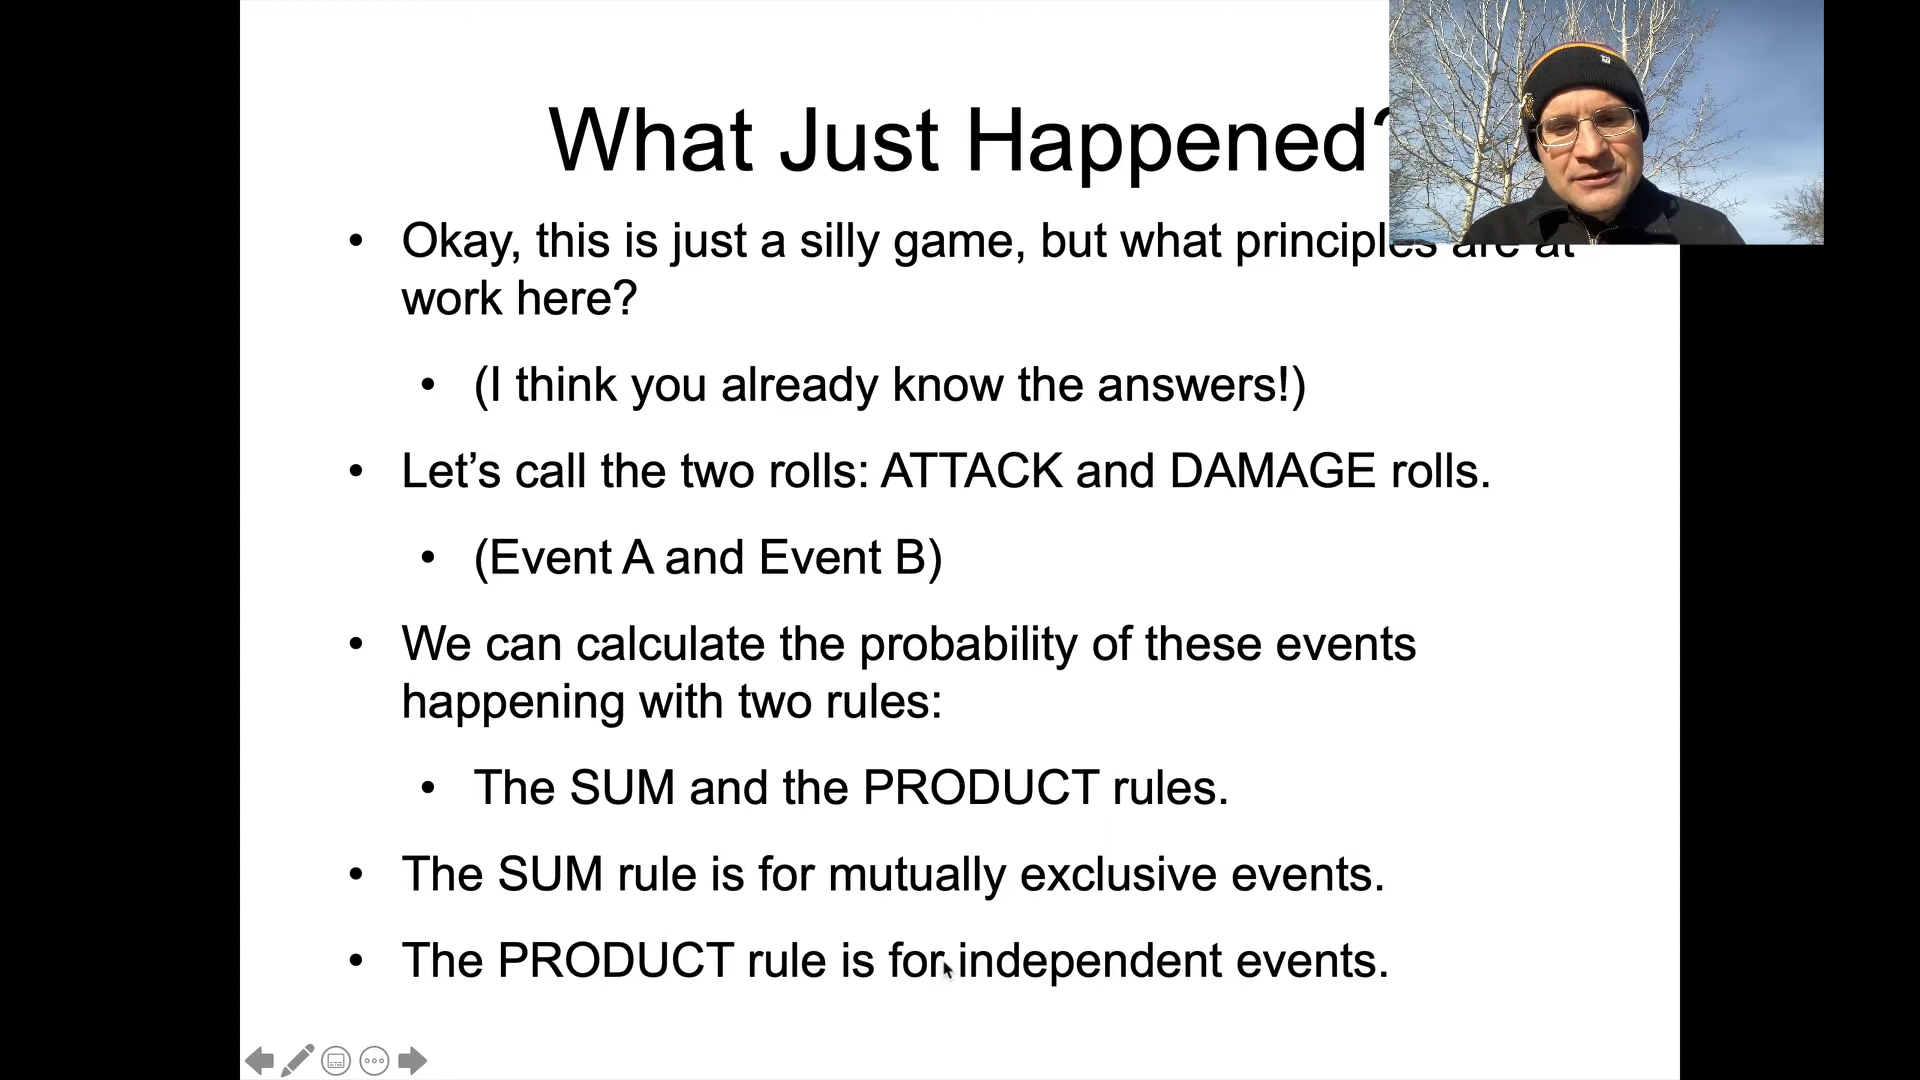 What Just Happened?
• Okay, this is just a silly game, but what principles are at
work here?
• (I think you already know the answers!)
• Let’s call the two rolls: ATTACK and DAMAGE rolls.
• (Event A and Event B)
• We can calculate the probability of these events
happening with two rules:
• The SUM and the PRODUCT rules.
• The SUM rule is for mutually exclusive events.
• The PRODUCT rule is for independent events.